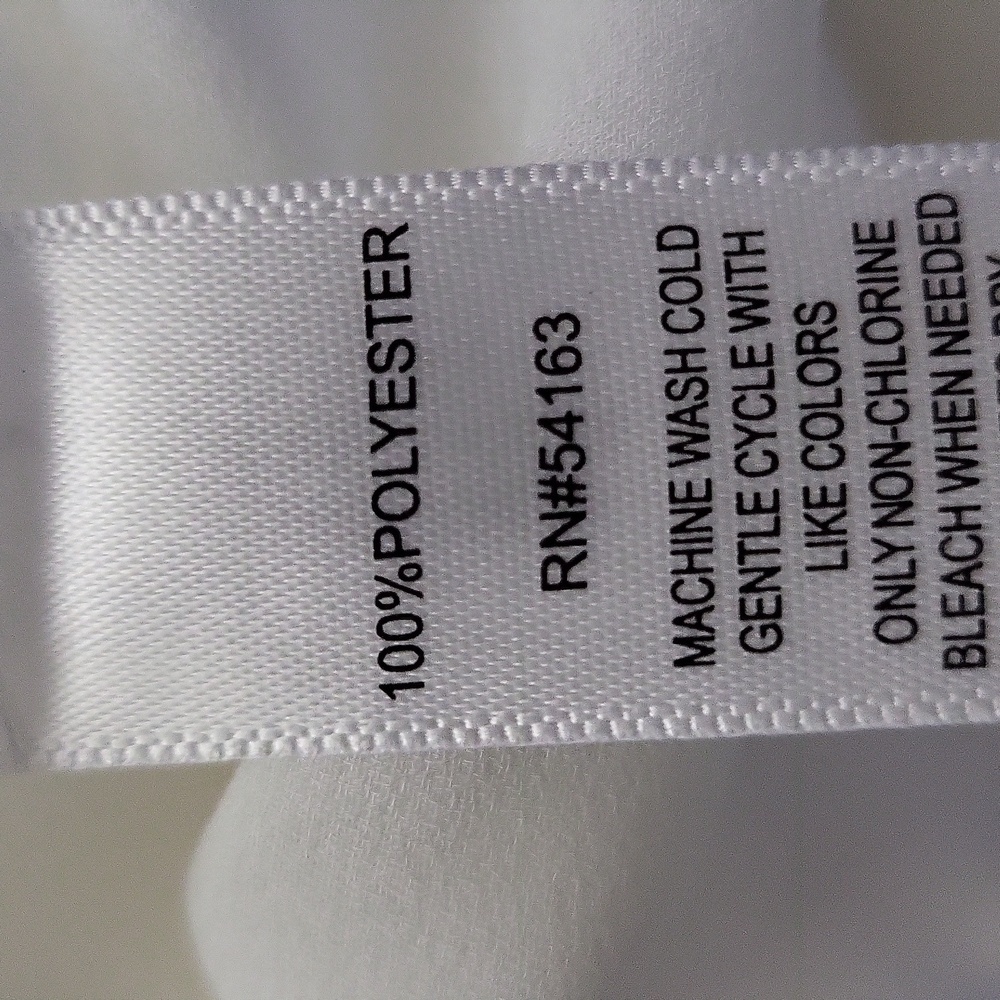 100%POLYESTER
RN#54163
MACHINE WASH COLD
GENTLE CYCLE WITH
LIKE COLORS
ONLY NON-CHLORINE
BLEACH WHEN NEEDED